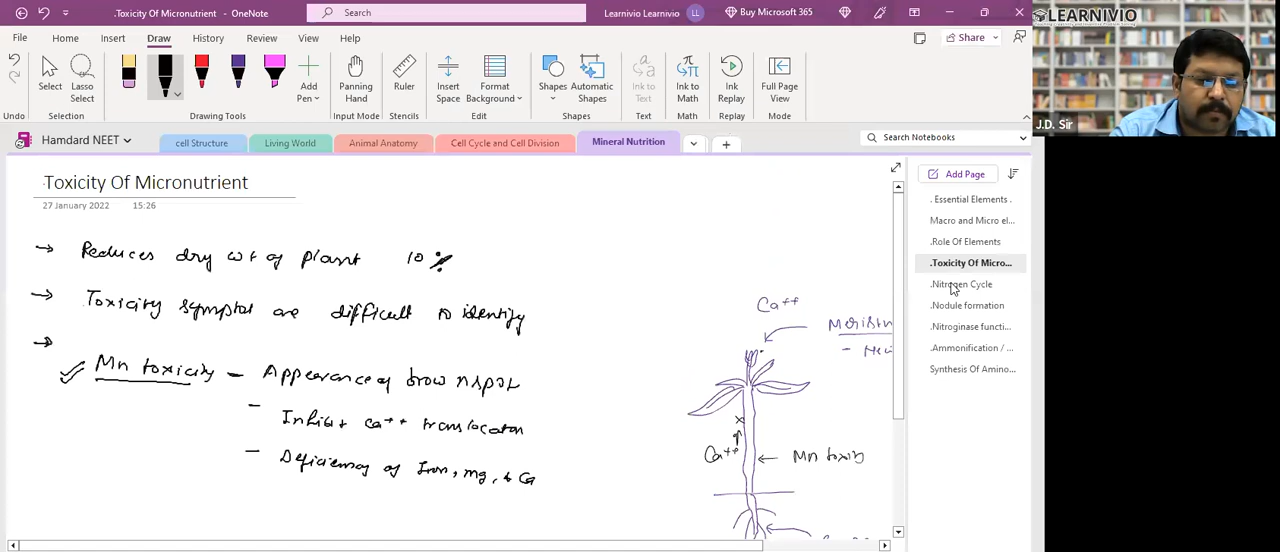 .Toxicity Of Micronutrient - OneNote
Search
Learnivio Learnivio
LL
Buy Microsoft 365
LEARNIVIO
File
Home
Insert
Draw
History
Review
View
Help
Share
Select
Lasso Select
Add Pen
Panning Hand
Ruler
Insert Space
Format Background
Shapes
Automatic Shapes
Ink to Text
Ink to Math
Ink Replay
Full Page View
Undo
Selection
Drawing Tools
Input Mode
Stencils
Edit
Shapes
Text
Math
Replay
Mode
J.D. Sir
Hamdard NEET
cell Structure
Living World
Animal Anatomy
Cell Cycle and Cell Division
Mineral Nutrition
Search Notebooks
Add Page
.Toxicity Of Micronutrient
27 January 2022 15:26
. Essential Elements .
Macro and Micro el...
.Role Of Elements
.Toxicity Of Micro...
.Nitrogen Cycle
.Nodule formation
.Nitroginase functi...
.Ammonification / ...
Synthesis Of Amino...
→ Reduces dry wt of plant 10 %
→ Toxicity symptoms are difficult to identify
→
Mn toxicity - Appearance of brown spot
- Inhibit Ca++ translocation
- Deficiency of Iron, mg, & Ca
Ca++
Ca++
x
Mn toxicity